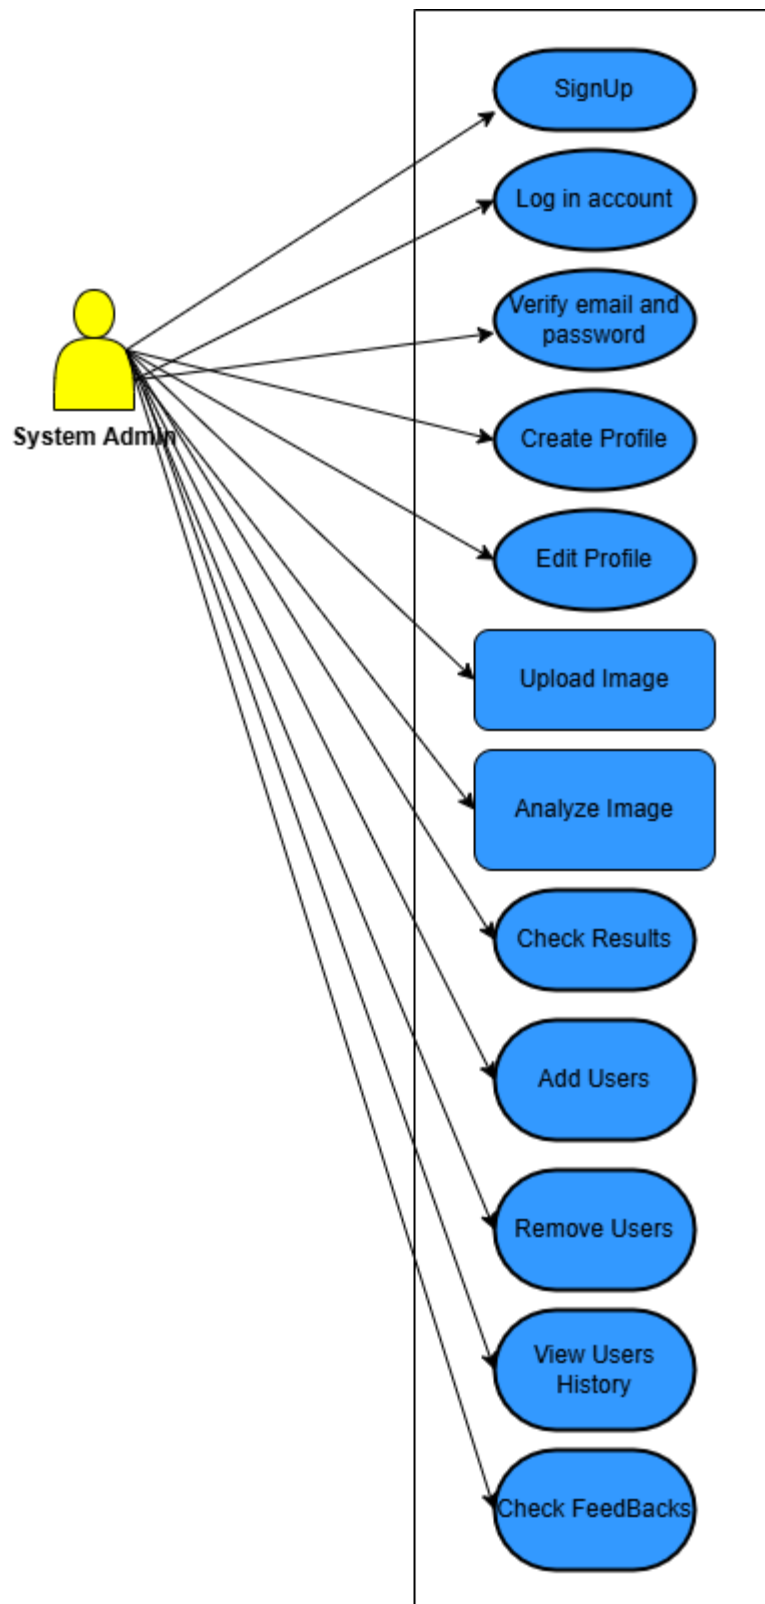 SignUp
Log in account
Verify email and
password
System Admin
Create Profile
Edit Profile
Upload Image
Analyze Image
Check Results
Add Users
Remove Users
View Users
History
Check FeedBacks